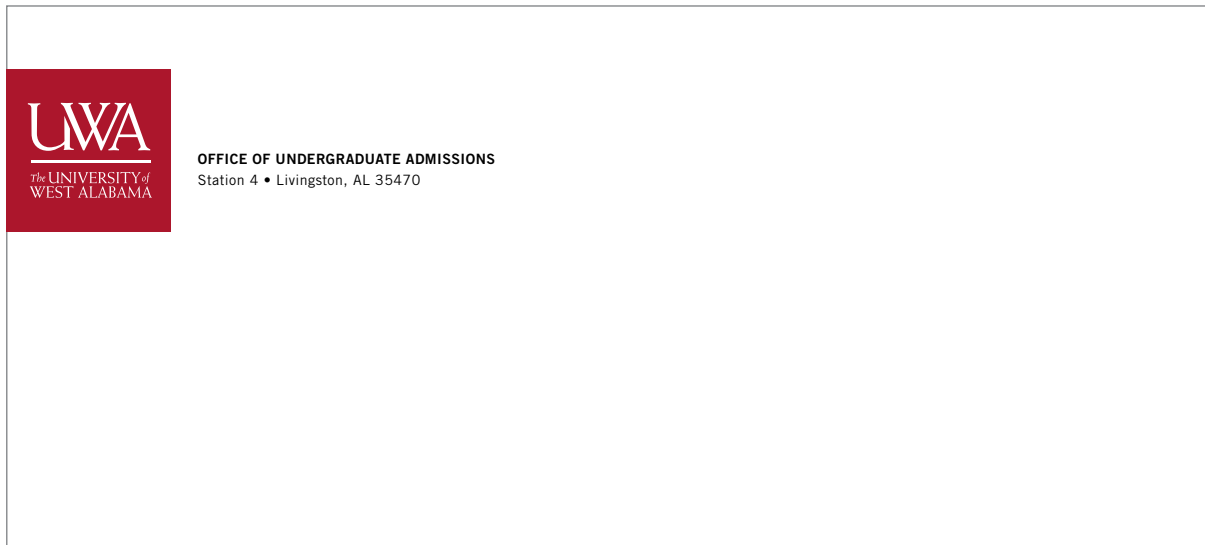 UWA
The UNIVERSITY of
WEST ALABAMA
OFFICE OF UNDERGRADUATE ADMISSIONS
Station 4 • Livingston, AL 35470